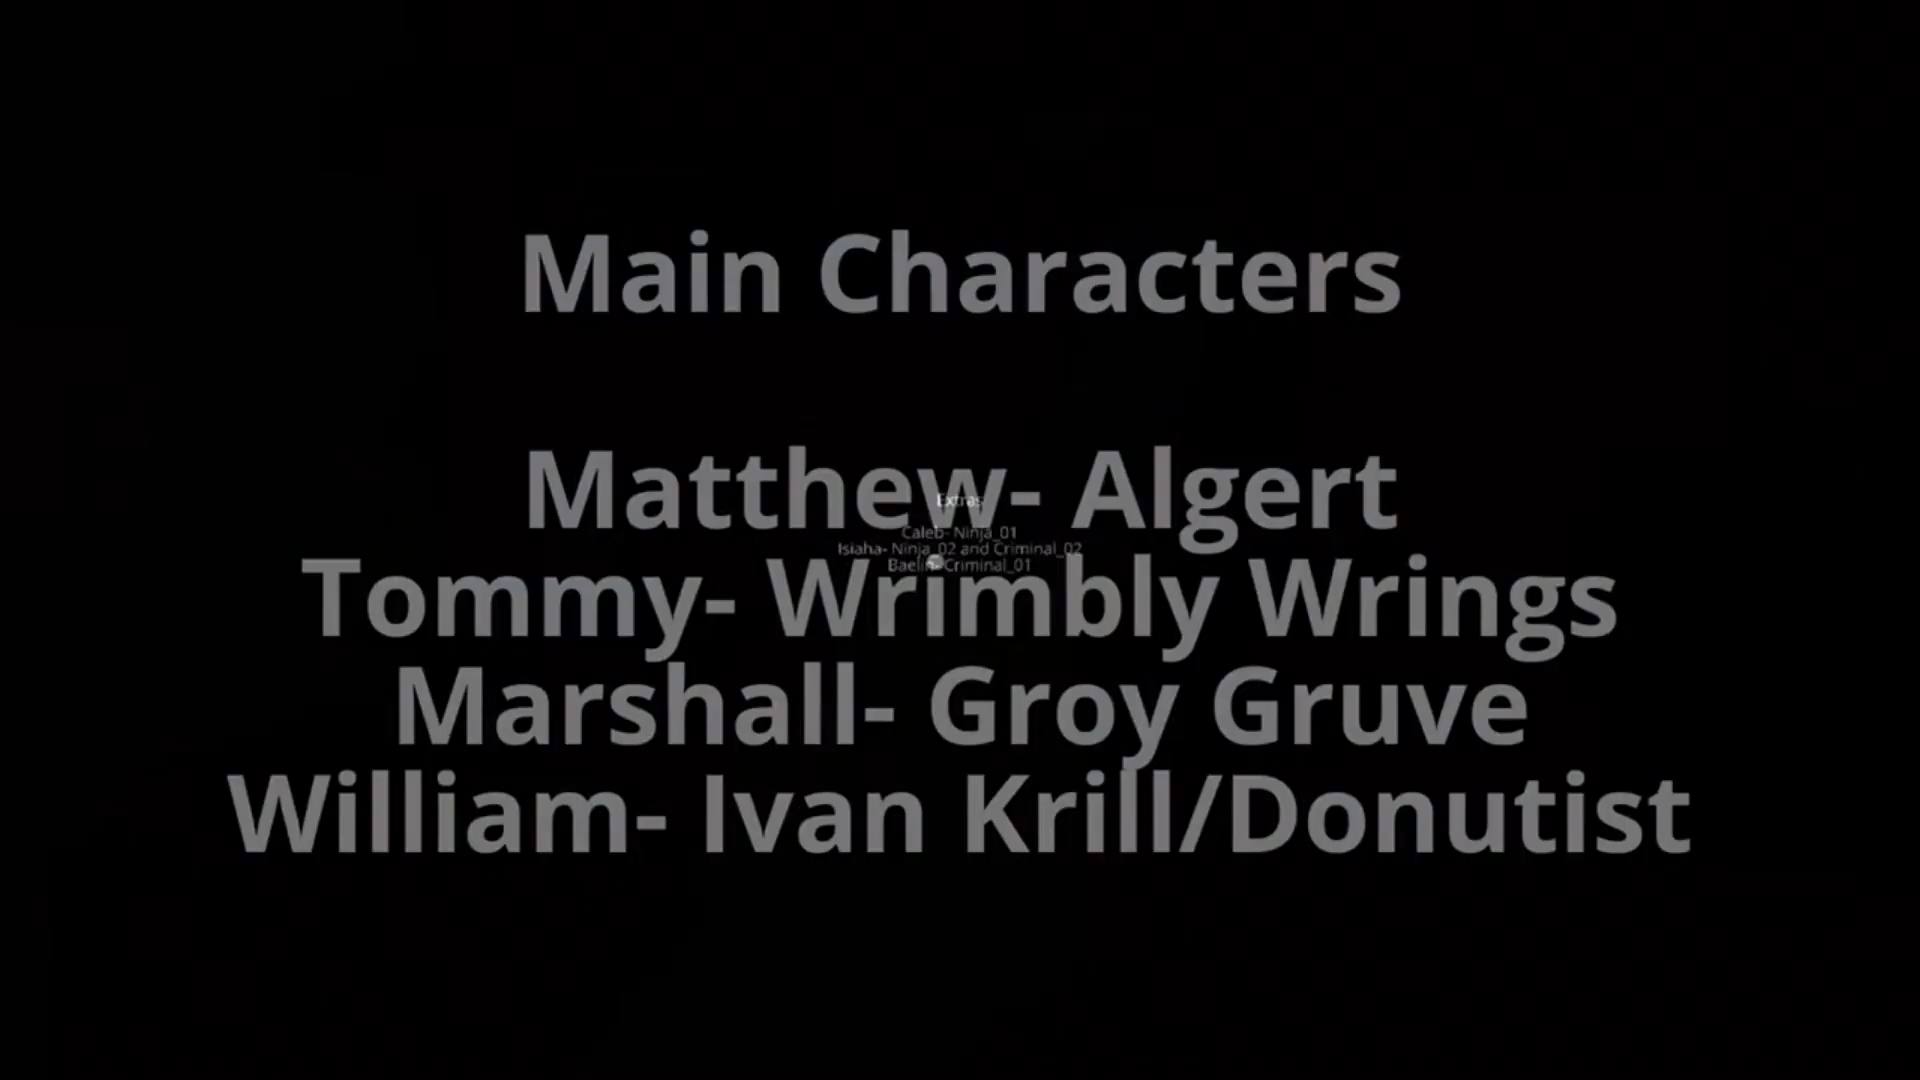 Main Characters
Matthew- Algert
Extras
Caleb- Ninja_01
Isiaha- Ninja_02 and Criminal_02
Baelin- Criminal_01
Tommy- Wrimbly Wrings
Marshall- Groy Gruve
William- Ivan Krill/Donutist